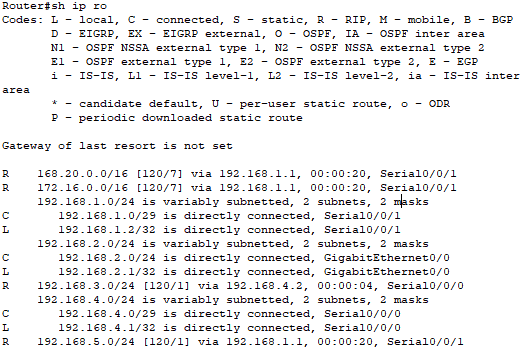 Router#sh ip ro
Codes: L - local, C - connected, S - static, R - RIP, M - mobile, B - BGP
       D - EIGRP, EX - EIGRP external, O - OSPF, IA - OSPF inter area
       N1 - OSPF NSSA external type 1, N2 - OSPF NSSA external type 2
       E1 - OSPF external type 1, E2 - OSPF external type 2, E - EGP
       i - IS-IS, L1 - IS-IS level-1, L2 - IS-IS level-2, ia - IS-IS inter
area
       * - candidate default, U - per-user static route, o - ODR
       P - periodic downloaded static route

Gateway of last resort is not set

R    168.20.0.0/16 [120/7] via 192.168.1.1, 00:00:20, Serial0/0/1
R    172.16.0.0/16 [120/7] via 192.168.1.1, 00:00:20, Serial0/0/1
     192.168.1.0/24 is variably subnetted, 2 subnets, 2 masks
C       192.168.1.0/29 is directly connected, Serial0/0/1
L       192.168.1.2/32 is directly connected, Serial0/0/1
     192.168.2.0/24 is variably subnetted, 2 subnets, 2 masks
C       192.168.2.0/24 is directly connected, GigabitEthernet0/0
L       192.168.2.1/32 is directly connected, GigabitEthernet0/0
R    192.168.3.0/24 [120/1] via 192.168.4.2, 00:00:04, Serial0/0/0
     192.168.4.0/24 is variably subnetted, 2 subnets, 2 masks
C       192.168.4.0/29 is directly connected, Serial0/0/0
L       192.168.4.1/32 is directly connected, Serial0/0/0
R    192.168.5.0/24 [120/1] via 192.168.1.1, 00:00:20, Serial0/0/1